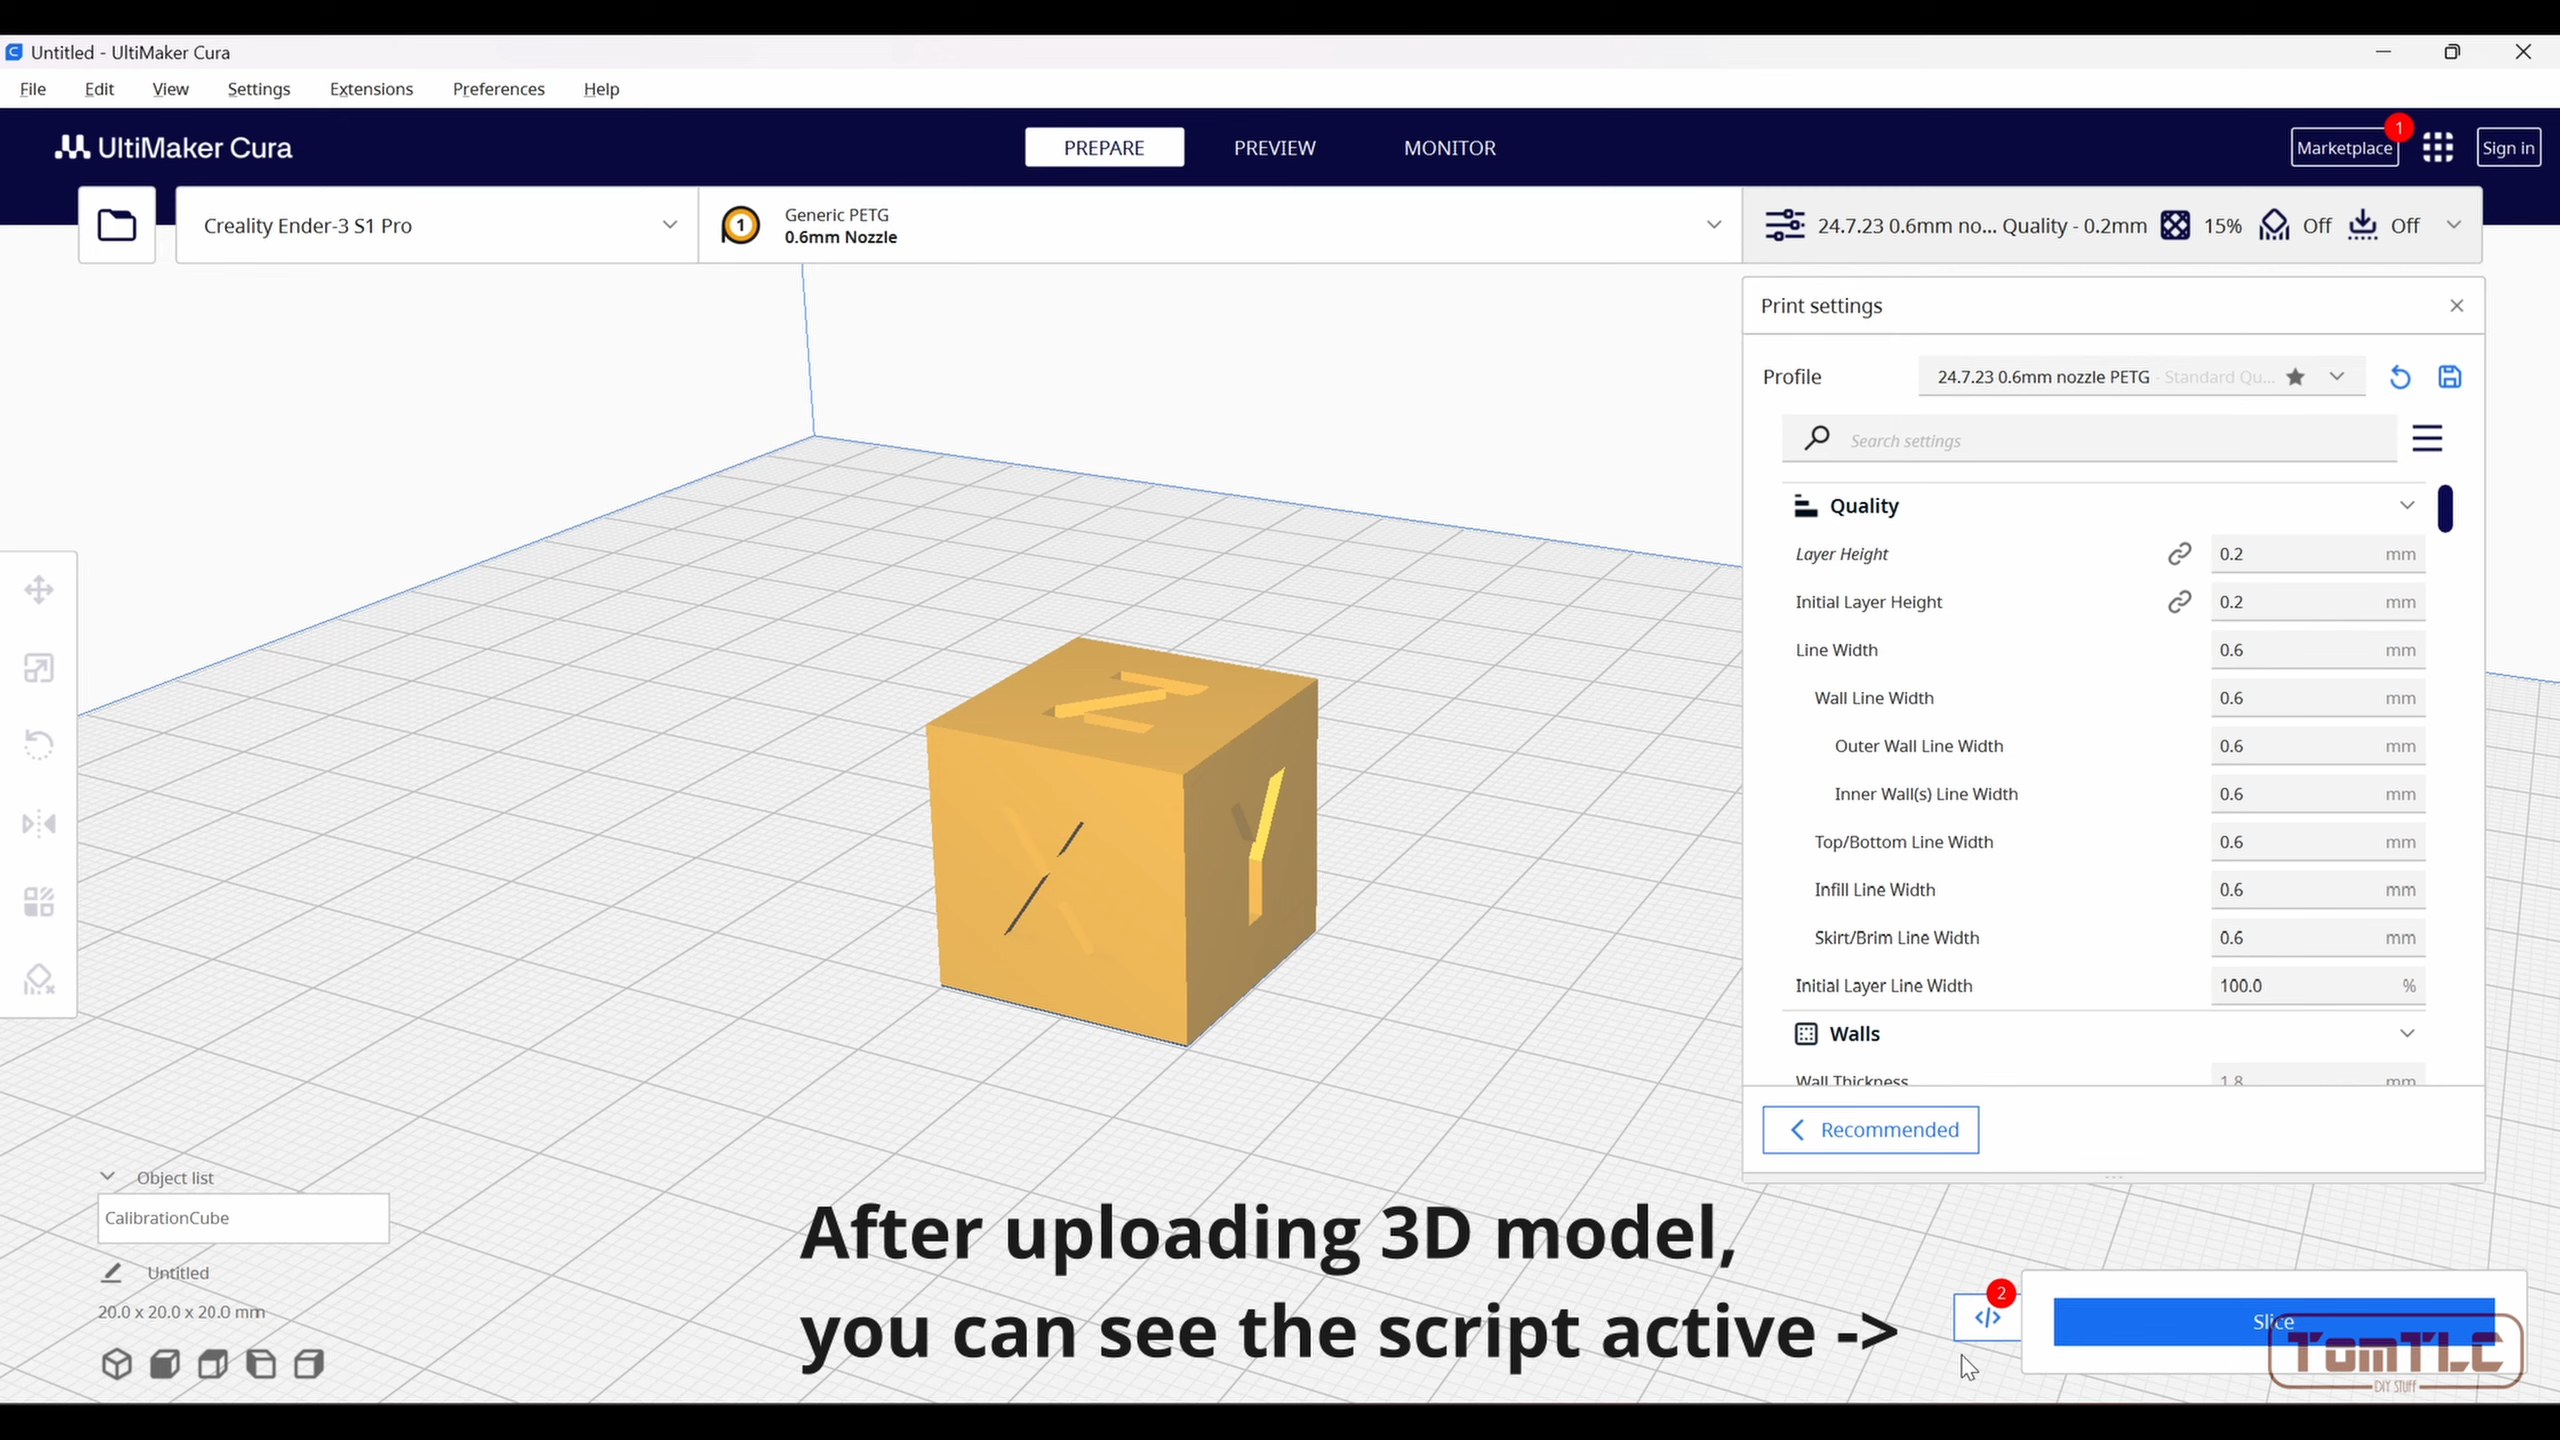 Untitled - UltiMaker Cura
File Edit View Settings Extensions Preferences Help
UltiMaker Cura
PREPARE PREVIEW MONITOR
Marketplace 1 Sign in
Creality Ender-3 S1 Pro
1 Generic PETG
0.6mm Nozzle
24.7.23 0.6mm no... Quality - 0.2mm 15% Off Off
Print settings
Profile 24.7.23 0.6mm nozzle PETG - Standard Qu...
Search settings
Quality
Layer Height 0.2 mm
Initial Layer Height 0.2 mm
Line Width 0.6 mm
Wall Line Width 0.6 mm
Outer Wall Line Width 0.6 mm
Inner Wall(s) Line Width 0.6 mm
Top/Bottom Line Width 0.6 mm
Infill Line Width 0.6 mm
Skirt/Brim Line Width 0.6 mm
Initial Layer Line Width 100.0 %
Walls
Wall Thickness 1.8 mm
Recommended
Z
X
Y
Object list
CalibrationCube
Untitled
20.0 x 20.0 x 20.0 mm
After uploading 3D model,
you can see the script active ->
2
</>
Slice
TomTLC
DIY STUFF